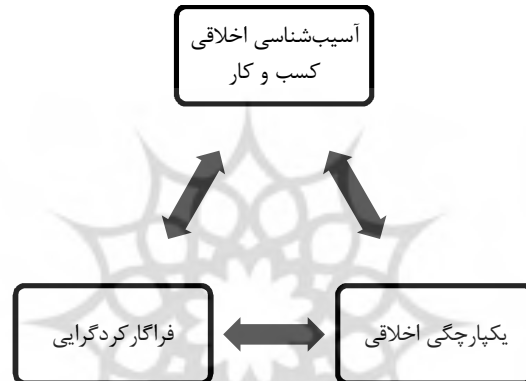 آسیب‌شناسی اخلاقی
کسب و کار
یکپارچگی اخلاقی
فراگارکردگرایی